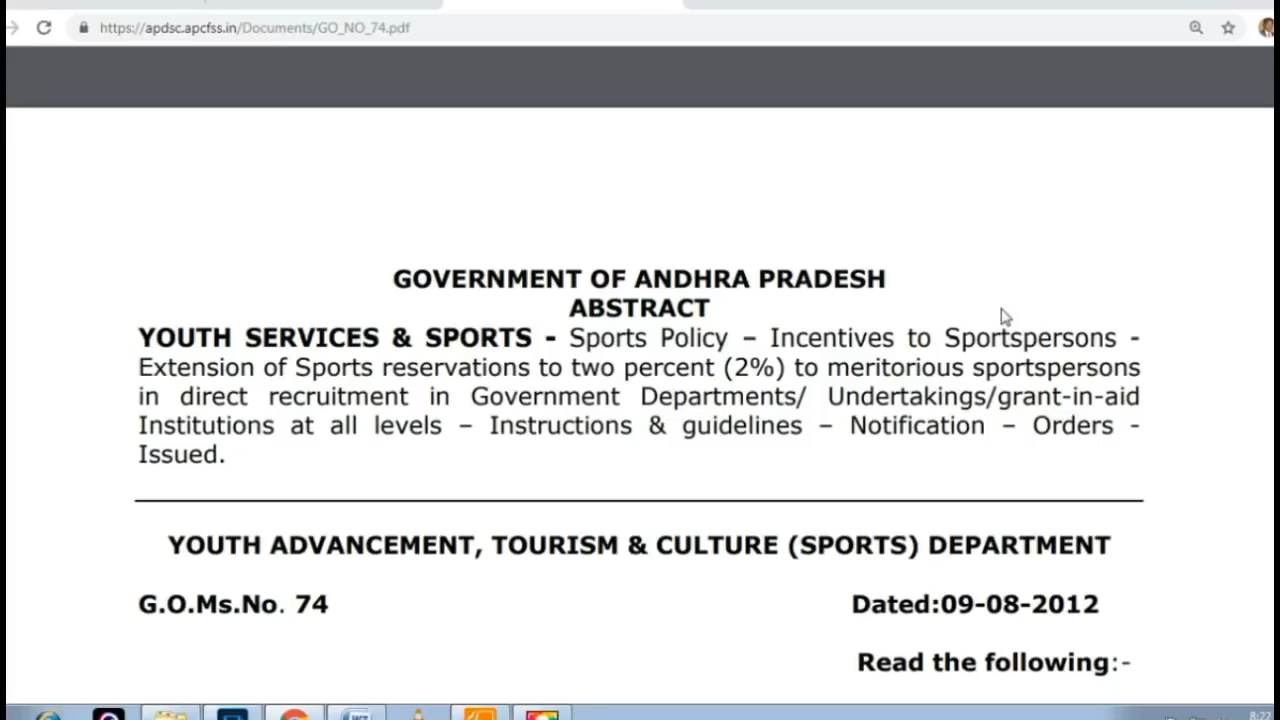 https://apdsc.apcfss.in/Documents/GO_NO_74.pdf
GOVERNMENT OF ANDHRA PRADESH
ABSTRACT
YOUTH SERVICES & SPORTS - Sports Policy – Incentives to Sportspersons -
Extension of Sports reservations to two percent (2%) to meritorious sportspersons
in direct recruitment in Government Departments/ Undertakings/grant-in-aid
Institutions at all levels – Instructions & guidelines – Notification – Orders -
Issued.
YOUTH ADVANCEMENT, TOURISM & CULTURE (SPORTS) DEPARTMENT
G.O.Ms.No. 74 Dated:09-08-2012
Read the following:-